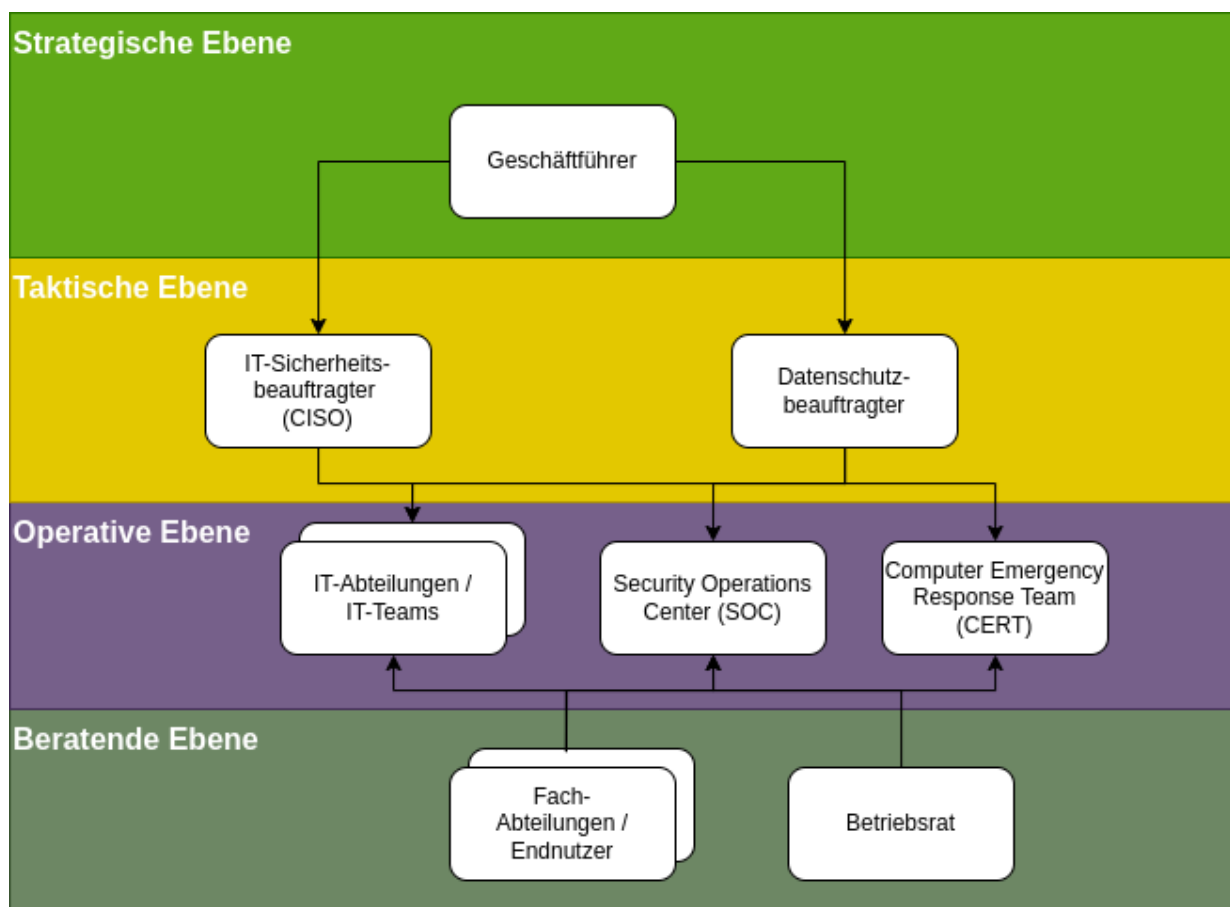 Strategische Ebene
Geschäftführer
Taktische Ebene
IT-Sicherheits-
beauftragter
(CISO)
Datenschutz-
beauftragter
Operative Ebene
IT-Abteilungen /
IT-Teams
Security Operations
Center (SOC)
Computer Emergency
Response Team
(CERT)
Beratende Ebene
Fach-
Abteilungen /
Endnutzer
Betriebsrat